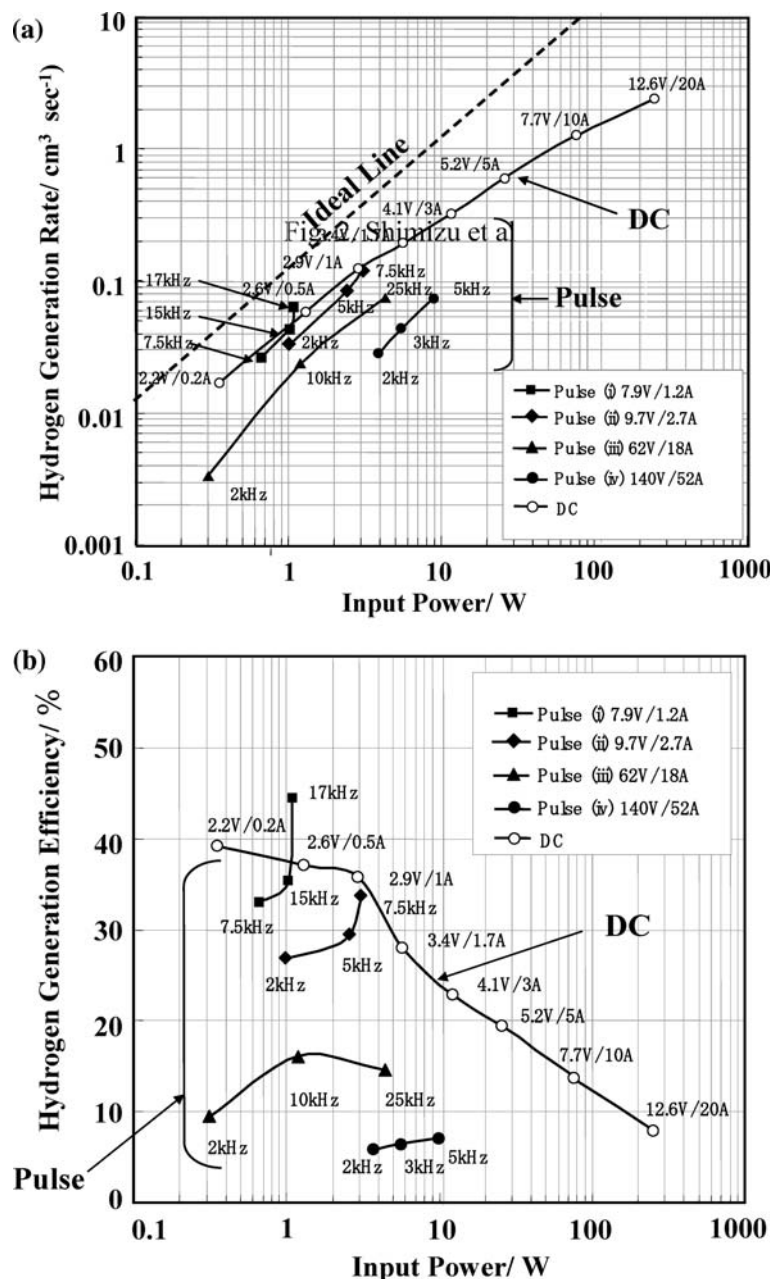 (a)
Hydrogen Generation Rate/ cm³ sec⁻¹
10
1
0.1
0.01
0.001
Ideal Line
12.6V/20A
7.7V/10A
5.2V/5A
DC
4.1V/3A
Fig. 2, Shimizu et al
2.9V/1A
17kHz
7.5kHz
2.6V/0.5A
25kHz
5kHz
Pulse
15kHz
5kHz
7.5kHz
2kHz
3kHz
2.2V/0.2A
10kHz
2kHz
2kHz
Pulse (i) 7.9V/1.2A
Pulse (ii) 9.7V/2.7A
Pulse (iii) 62V/18A
Pulse (iv) 140V/52A
DC
0.1 1 10 100 1000
Input Power/ W
(b)
Hydrogen Generation Efficiency/ %
60
50
40
30
20
10
0
Pulse (i) 7.9V/1.2A
Pulse (ii) 9.7V/2.7A
Pulse (iii) 62V/18A
Pulse (iv) 140V/52A
DC
17kHz
2.2V/0.2A
2.6V/0.5A
2.9V/1A
15kHz
7.5kHz
7.5kHz
DC
3.4V/1.7A
5kHz
2kHz
4.1V/3A
5.2V/5A
7.7V/10A
10kHz
25kHz
12.6V/20A
2kHz
5kHz
2kHz
3kHz
Pulse
0.1 1 10 100 1000
Input Power/ W